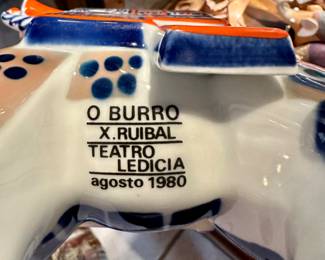 O BURRO
X.RUIBAL
TEATRO
LEDICIA
agosto 1980